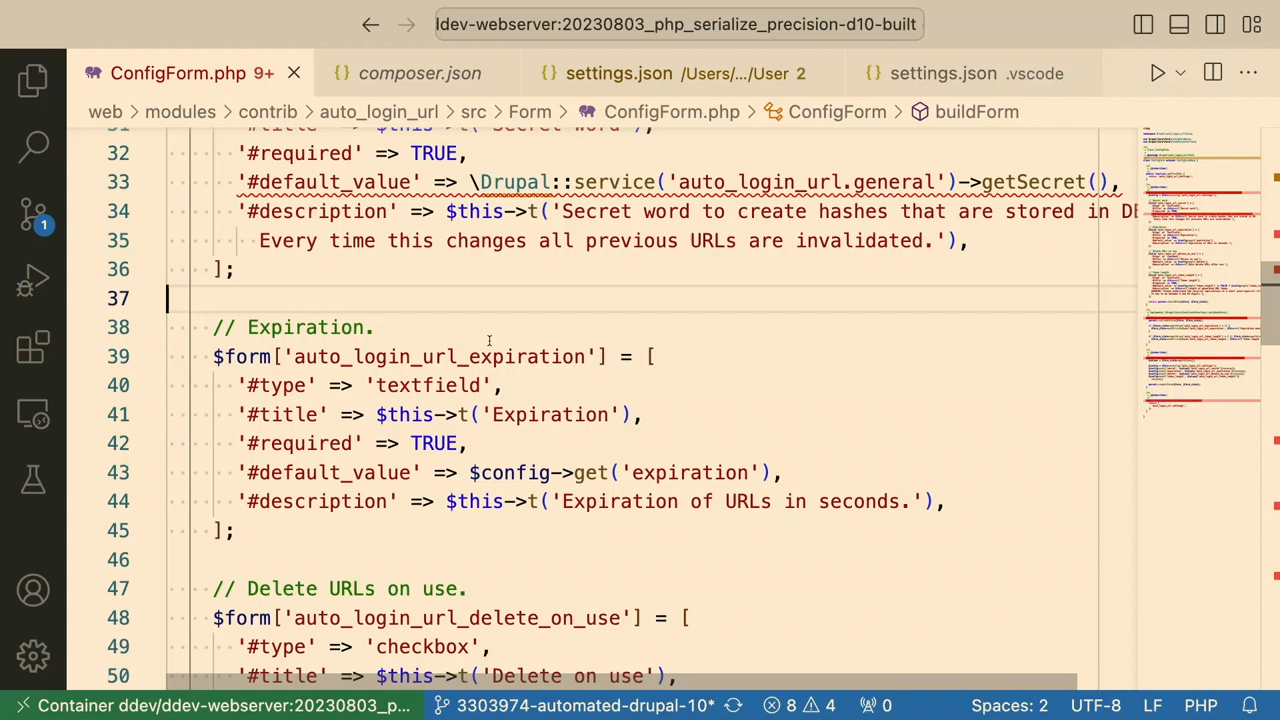 ddev-webserver:20230803_php_serialize_precision-d10-built
ConfigForm.php 9+
composer.json
settings.json /Users/.../User 2
settings.json .vscode
web > modules > contrib > auto_login_url > src > Form > ConfigForm.php > ConfigForm > buildForm
31 '#title' => $this->t('Secret word'),
32 '#required' => TRUE,
33 '#default_value' => \Drupal::service('auto_login_url.general')->getSecret(),
34 '#description' => $this->t('Secret word to create hashes that are stored in
35 Every time this changes all previous URLs are invalidated.'),
36 ];
37
38 // Expiration.
39 $form['auto_login_url_expiration'] = [
40 '#type' => 'textfield',
41 '#title' => $this->t('Expiration'),
42 '#required' => TRUE,
43 '#default_value' => $config->get('expiration'),
44 '#description' => $this->t('Expiration of URLs in seconds.'),
45 ];
46
47 // Delete URLs on use.
48 $form['auto_login_url_delete_on_use'] = [
49 '#type' => 'checkbox',
50 '#title' => $this->t('Delete on use'),
1
Container ddev/ddev-webserver:20230803_p...
3303974-automated-drupal-10*
8
4
0
Spaces: 2
UTF-8
LF
PHP